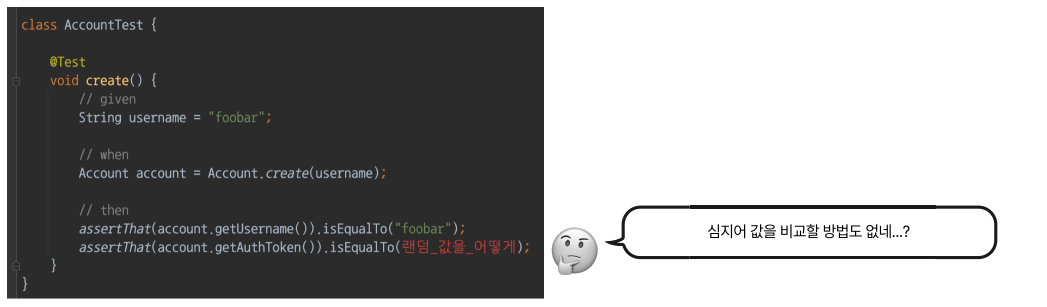 class AccountTest {
@Test
void create() {
// given
String username = "foobar";
// when
Account account = Account.create(username);
// then
assertThat(account.getUsername()).isEqualTo("foobar");
assertThat(account.getAuthToken()).isEqualTo(랜덤_값을_어떻게);
}
}
심지어 값을 비교할 방법도 없네...?